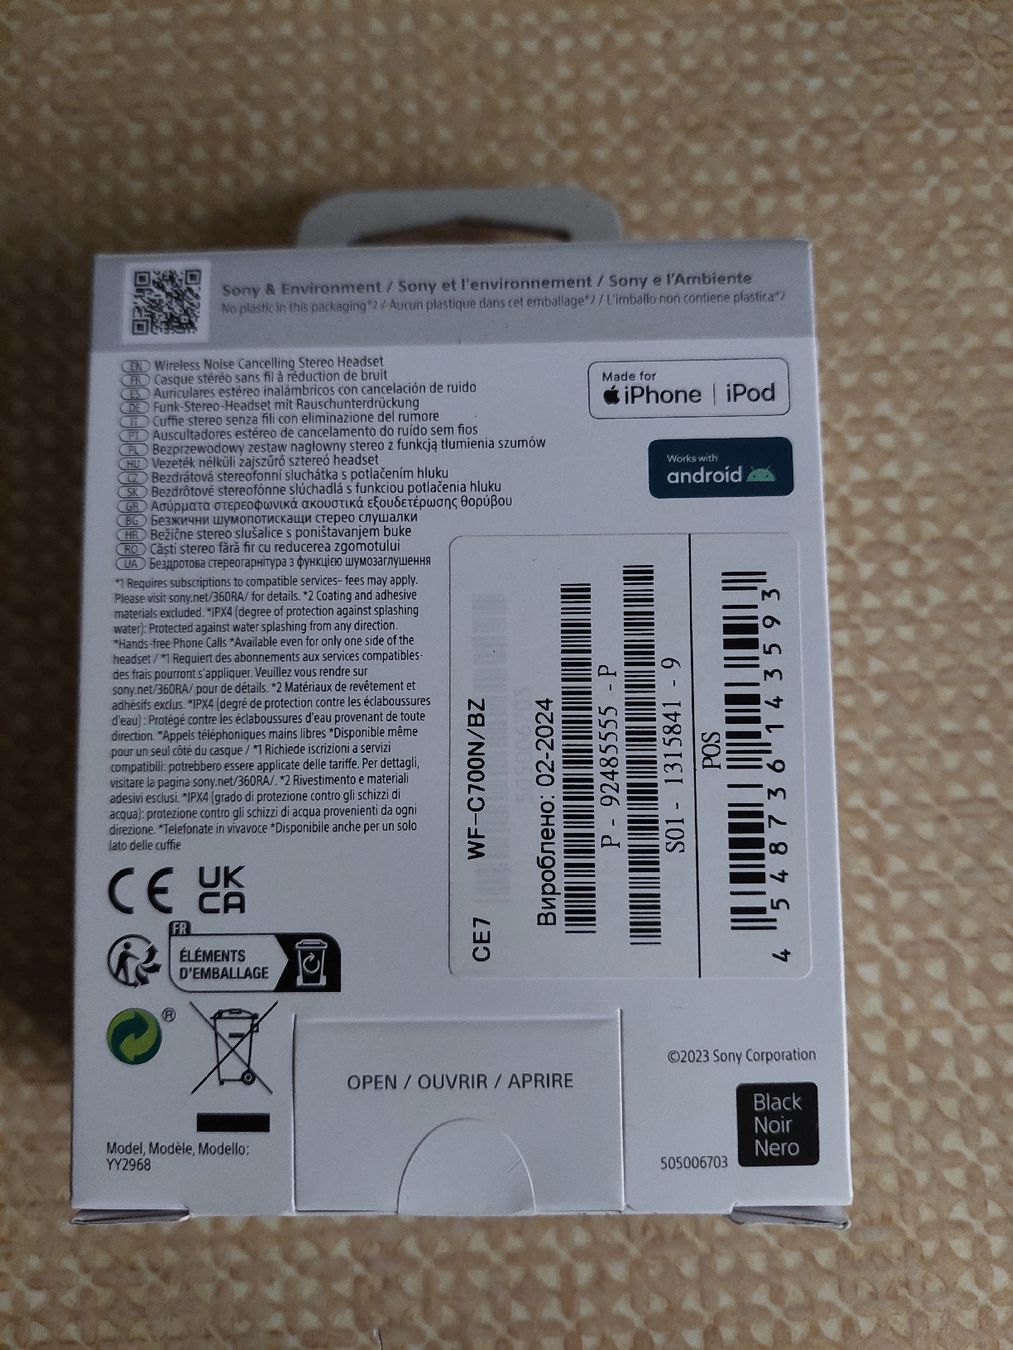 Sony & Environment / Sony et l'environnement / Sony e l'Ambiente
No plastic in this packaging*2 / Aucun plastique dans cet emballage*2 / L'imballo non contiene plastica*2
EN Wireless Noise Cancelling Stereo Headset
FR Casque stéréo sans fil à réduction de bruit
ES Auriculares estéreo inalámbricos con cancelación de ruido
DE Funk-Stereo-Headset mit Rauschunterdrückung
IT Cuffie stereo senza fili con eliminazione del rumore
PT Auscultadores estéreo de cancelamento do ruído sem fios
PL Bezprzewodowy zestaw nagłowny stereo z funkcją tłumienia szumów
HU Vezeték nélküli zajszűrő sztereó headset
CZ Bezdrátová stereofonní sluchátka s potlačením hluku
SK Bezdrôtové stereofónne slúchadlá s funkciou potlačenia hluku
GR Ασύρματα στερεοφωνικά ακουστικά εξουδετέρωσης θορύβου
BG Безжични шумопотискащи стерео слушалки
HR Bežične stereo slušalice s poništavanjem buke
RO Căști stereo fără fir cu reducerea zgomotului
UA Бездротова стереогарнітура з функцією шумозаглушення
Made for
iPhone | iPod
Works with
android
*1 Requires subscriptions to compatible services– fees may apply.
Please visit sony.net/360RA/ for details. *2 Coating and adhesive
materials excluded. *IPX4 (degree of protection against splashing
water): Protected against water splashing from any direction.
*Hands-free Phone Calls *Available even for only one side of the
headset / *1 Requiert des abonnements aux services compatibles-
des frais pourront s'appliquer. Veuillez vous rendre sur
sony.net/360RA/ pour de détails. *2 Matériaux de revêtement et
adhésifs exclus. *IPX4 (degré de protection contre les éclaboussures
d'eau) : Protégé contre les éclaboussures d'eau provenant de toute
direction. *Appels téléphoniques mains libres *Disponible même
pour un seul côté du casque / *1 Richiede iscrizioni a servizi
compatibili: potrebbero essere applicate delle tariffe. Per dettagli,
visitare la pagina sony.net/360RA/. *2 Rivestimento e materiali
adesivi esclusi. *IPX4 (grado di protezione contro gli schizzi di
acqua): protezione contro gli schizzi di acqua provenienti da ogni
direzione. *Telefonate in vivavoce *Disponibile anche per un solo
lato delle cuffie
CE7 WF-C700N/BZ
Вироблено: 02-2024
P - 92485555 - P
S01 - 1315841 - 9
POS
4 548736 143593
CE UK
CA
FR
ÉLÉMENTS
D'EMBALLAGE
®
OPEN / OUVRIR / APRIRE
©2023 Sony Corporation
Black
Noir
Nero
505006703
Model, Modèle, Modello:
YY2968